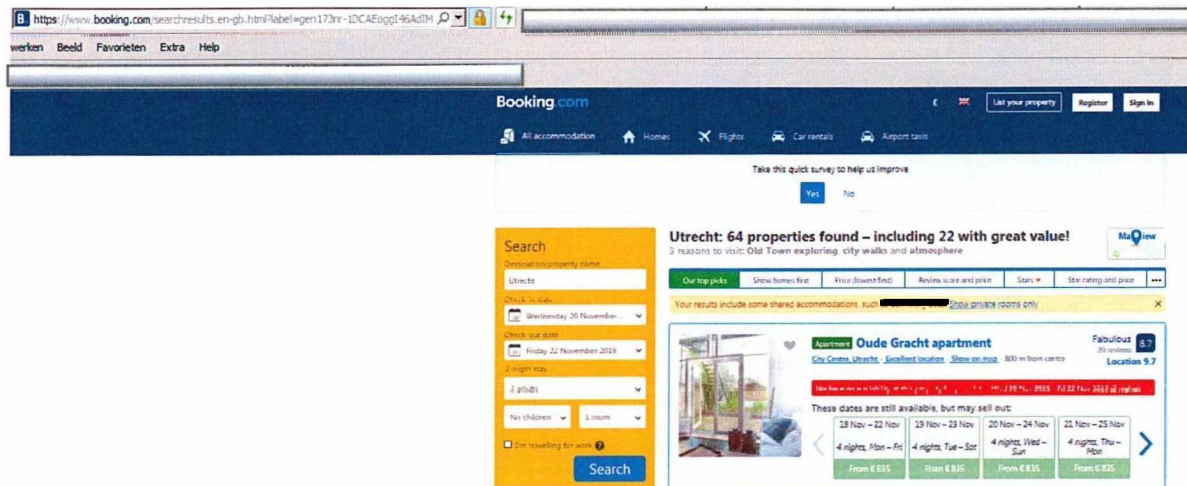 https://www.booking.com/searchresults.en-gb.html?label=gen173nr-1DCAEoggI46AdIM
werken Beeld Favorieten Extra Help
Booking.com
€ List your property Register Sign in
All accommodation Homes Flights Car rentals Airport taxis
Take this quick survey to help us improve
Yes No
Search
Destination/property name:
Utrecht
Check-in date
Wednesday 20 November...
Check-out date
Friday 22 November 2019
2-night stay
2 adults
No children 1 room
I'm travelling for work
Search
Utrecht: 64 properties found – including 22 with great value!
3 reasons to visit: Old Town exploring, city walks and atmosphere
Our top picks Show homes first Price (lowest first) Review score and price Stars Star rating and price ...
Your results include some shared accommodations, such Show private rooms only
Apartment Oude Gracht apartment
City Centre, Utrecht - Excellent location - Show on map 800 m from centre
Fabulous 8.7
39 reviews
Location 9.7
These dates are still available, but may sell out:
18 Nov – 22 Nov 19 Nov – 23 Nov 20 Nov – 24 Nov 21 Nov – 25 Nov
4 nights, Mon – Fri 4 nights, Tue – Sat 4 nights, Wed – Sun 4 nights, Thu – Mon
From € 835 From € 835 From € 835 From € 835